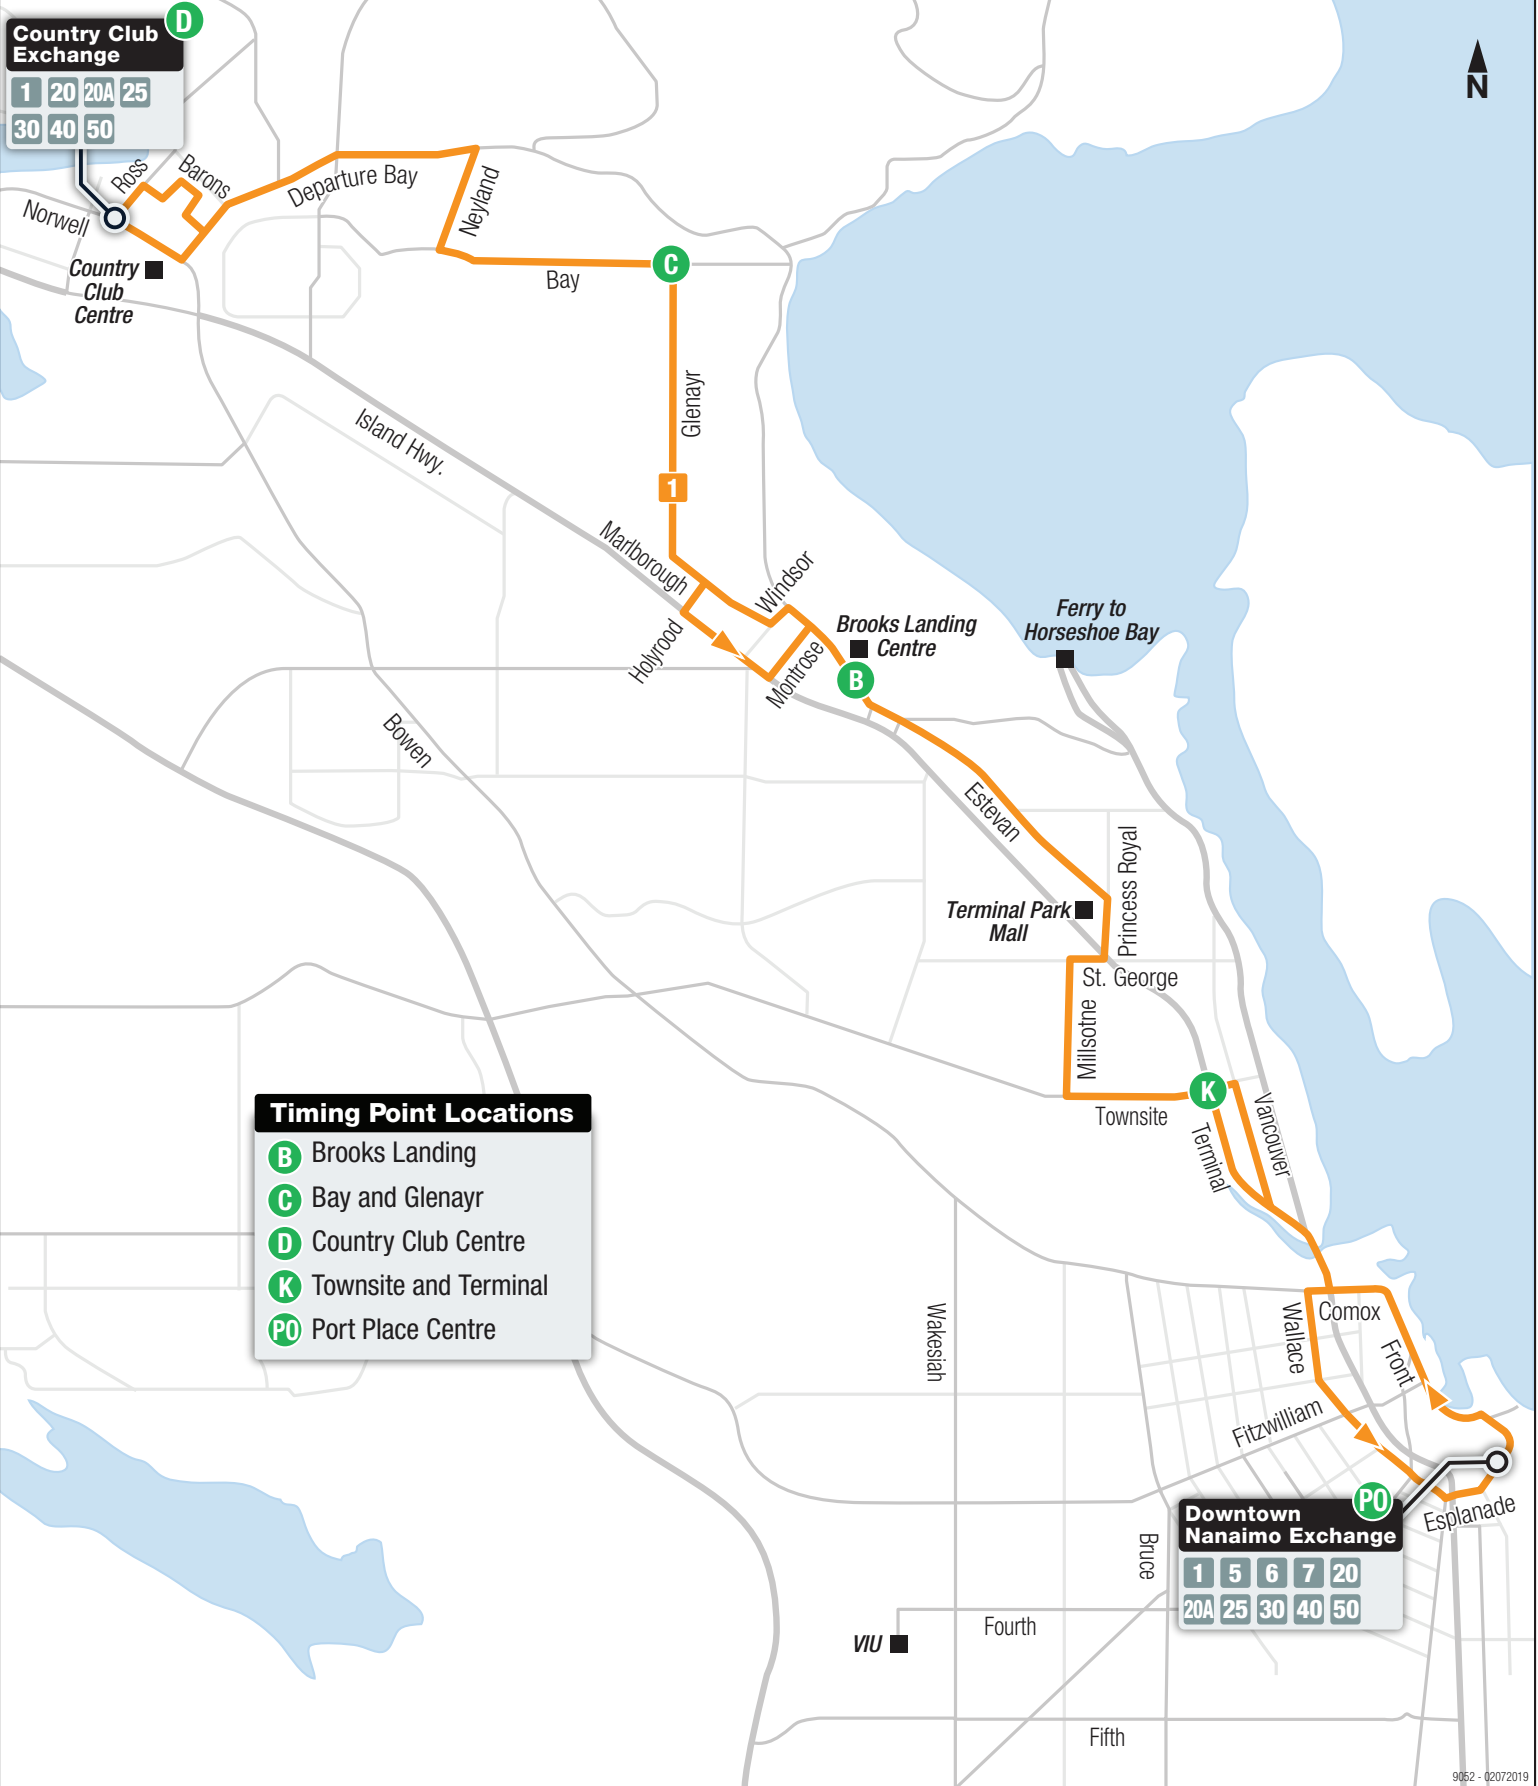 D
Country Club
Exchange
1 20 20A 25
30 40 50
N
Ross
Barons
Norwell
Departure Bay
Neyland
Country
Club
Centre
Bay
C
Glenayr
Island Hwy.
1
Marlborough
Windsor
Holyrood
Montrose
Brooks Landing
Centre
B
Ferry to
Horseshoe Bay
Bowen
Estevan
Princess Royal
Terminal Park
Mall
St. George
Millsotne
K
Townsite
Terminal
Vancouver
Timing Point Locations
B Brooks Landing
C Bay and Glenayr
D Country Club Centre
K Townsite and Terminal
PO Port Place Centre
Wakesiah
Wallace
Comox
Front
Fitzwilliam
PO
Downtown
Nanaimo Exchange
1 5 6 7 20
20A 25 30 40 50
Esplanade
Bruce
Fourth
VIU
Fifth
9052 - 02072019